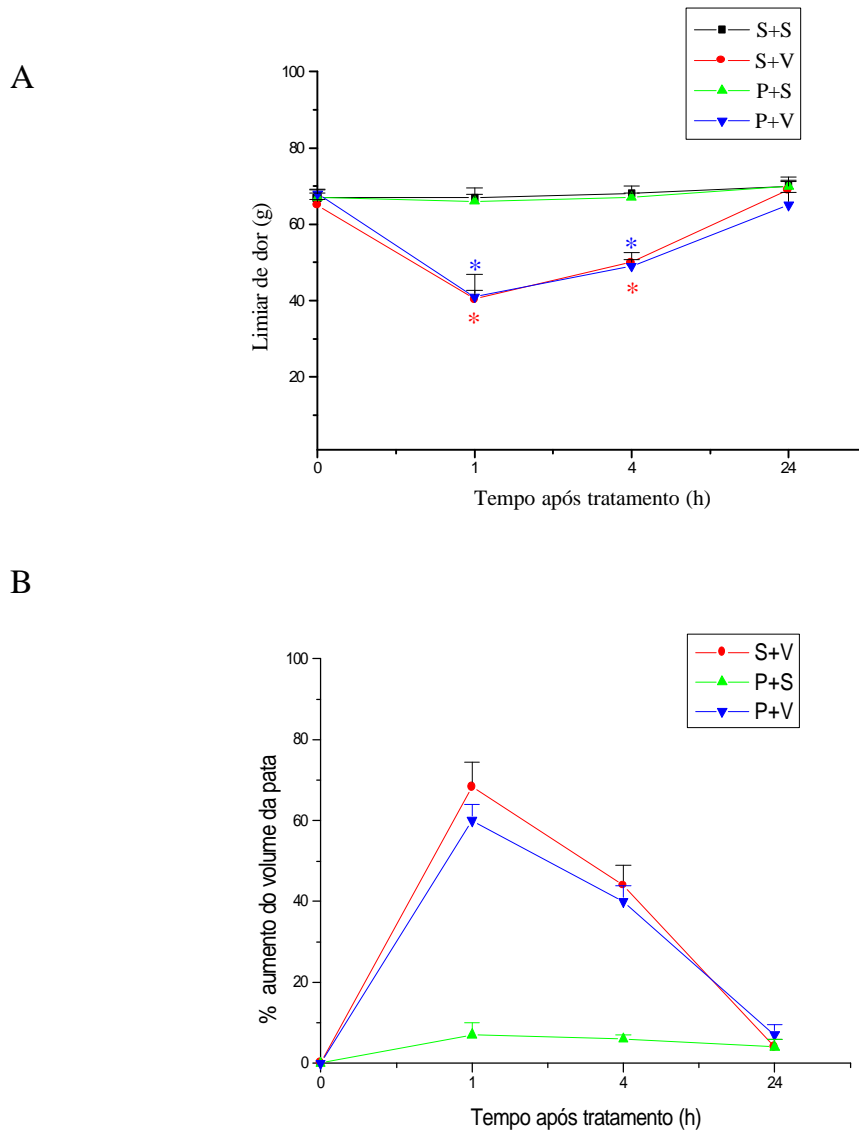 A
S+S
S+V
P+S
P+V
100
80
60
40
20
*
*
*
*
Limiar de dor (g)
0 1 4 24
Tempo após tratamento (h)
B
S+V
P+S
P+V
100
80
60
40
20
0
% aumento do volume da pata
0 1 4 24
Tempo após tratamento (h)